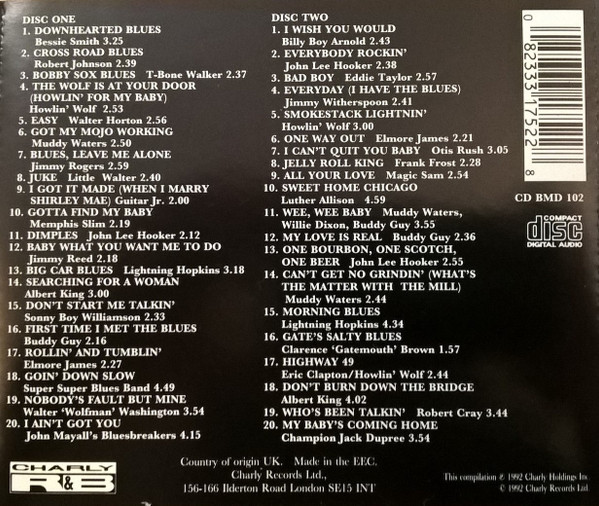 DISC ONE
1. DOWNHEARTED BLUES
Bessie Smith 3.25
2. CROSS ROAD BLUES
Robert Johnson 2.39
3. BOBBY SOX BLUES T-Bone Walker 2.37
4. THE WOLF IS AT YOUR DOOR
(HOWLIN' FOR MY BABY)
Howlin' Wolf 2.53
5. EASY Walter Horton 2.56
6. GOT MY MOJO WORKING
Muddy Waters 2.50
7. BLUES, LEAVE ME ALONE
Jimmy Rogers 2.59
8. JUKE Little Walter 2.40
9. I GOT IT MADE (WHEN I MARRY
SHIRLEY MAE) Guitar Jr. 2.00
10. GOTTA FIND MY BABY
Memphis Slim 2.19
11. DIMPLES John Lee Hooker 2.12
12. BABY WHAT YOU WANT ME TO DO
Jimmy Reed 2.18
13. BIG CAR BLUES Lightning Hopkins 3.18
14. SEARCHING FOR A WOMAN
Albert King 3.00
15. DON'T START ME TALKIN'
Sonny Boy Williamson 2.33
16. FIRST TIME I MET THE BLUES
Buddy Guy 2.16
17. ROLLIN' AND TUMBLIN'
Elmore James 2.27
18. GOIN' DOWN SLOW
Super Super Blues Band 4.49
19. NOBODY'S FAULT BUT MINE
Walter 'Wolfman' Washington 3.54
20. I AIN'T GOT YOU
John Mayall's Bluesbreakers 4.15
DISC TWO
1. I WISH YOU WOULD
Billy Boy Arnold 2.43
2. EVERYBODY ROCKIN'
John Lee Hooker 2.38
3. BAD BOY Eddie Taylor 2.57
4. EVERYDAY (I HAVE THE BLUES)
Jimmy Witherspoon 2.41
5. SMOKESTACK LIGHTNIN'
Howlin' Wolf 3.00
6. ONE WAY OUT Elmore James 2.21
7. I CAN'T QUIT YOU BABY Otis Rush 3.05
8. JELLY ROLL KING Frank Frost 2.28
9. ALL YOUR LOVE Magic Sam 2.54
10. SWEET HOME CHICAGO
Luther Allison 4.59
11. WEE, WEE BABY Muddy Waters,
Willie Dixon, Buddy Guy 3.55
12. MY LOVE IS REAL Buddy Guy 2.36
13. ONE BOURBON, ONE SCOTCH,
ONE BEER John Lee Hooker 2.55
14. CAN'T GET NO GRINDIN' (WHAT'S
THE MATTER WITH THE MILL)
Muddy Waters 2.44
15. MORNING BLUES
Lightning Hopkins 4.34
16. GATE'S SALTY BLUES
Clarence 'Gatemouth' Brown 1.57
17. HIGHWAY 49
Eric Clapton/Howlin' Wolf 2.44
18. DON'T BURN DOWN THE BRIDGE
Albert King 4.02
19. WHO'S BEEN TALKIN' Robert Cray 3.44
20. MY BABY'S COMING HOME
Champion Jack Dupree 3.54
0 82333 17522 8
CD BMD 102
COMPACT
disc
DIGITAL AUDIO
CHARLY
R&B
Country of origin UK. Made in the EEC.
Charly Records Ltd.,
156-166 Ilderton Road London SE15 INT
This compilation ℗ 1992 Charly Holdings Inc.
© 1992 Charly Records Ltd.